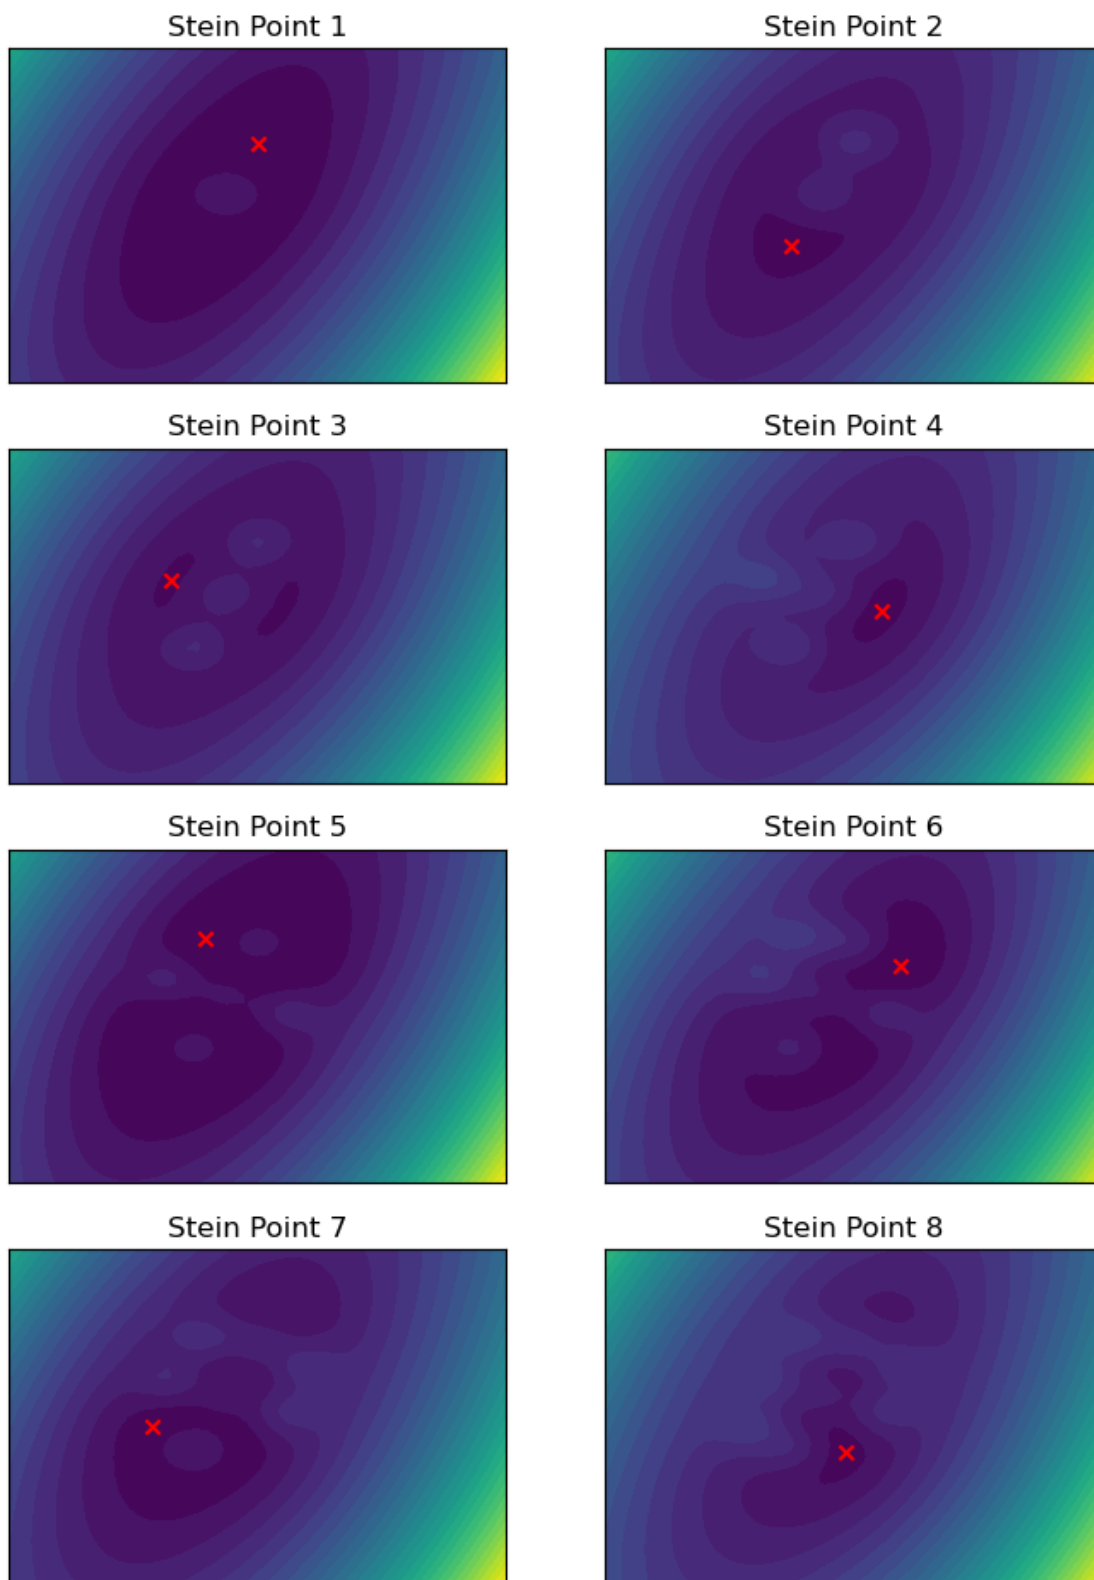 Stein Point 1
Stein Point 2
Stein Point 3
Stein Point 4
Stein Point 5
Stein Point 6
Stein Point 7
Stein Point 8